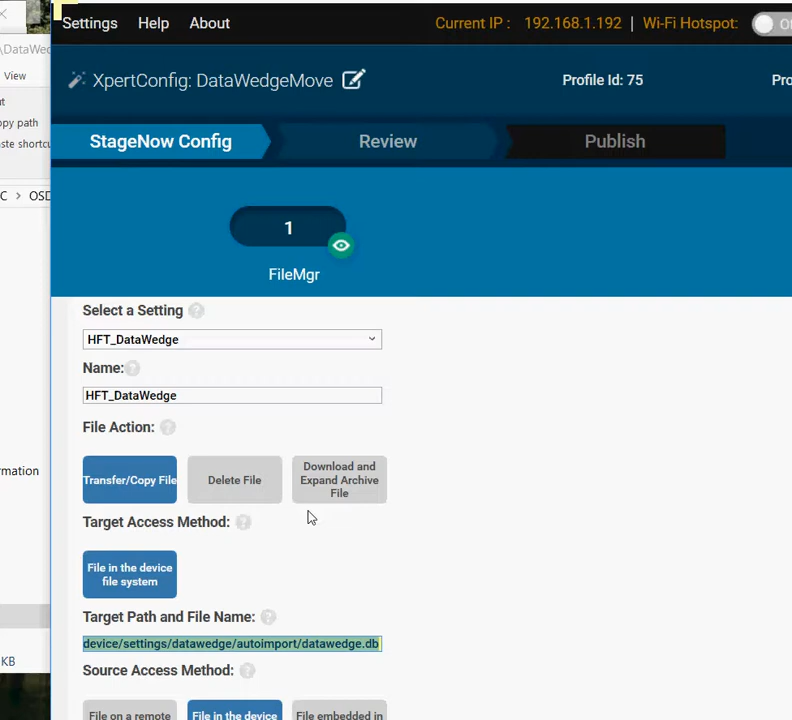 Settings Help About Current IP : 192.168.1.192 | Wi-Fi Hotspot:
\DataWed
View
XpertConfig: DataWedgeMove Profile Id: 75 Pro
opy path
aste shortcu
StageNow Config Review Publish
C > OSD
1
FileMgr
Select a Setting
HFT_DataWedge
Name:
HFT_DataWedge
File Action:
Transfer/Copy File Delete File Download and
Expand Archive
File
rmation
Target Access Method:
File in the device
file system
Target Path and File Name:
device/settings/datawedge/autoimport/datawedge.db
KB
Source Access Method:
File on a remote File in the device File embedded in